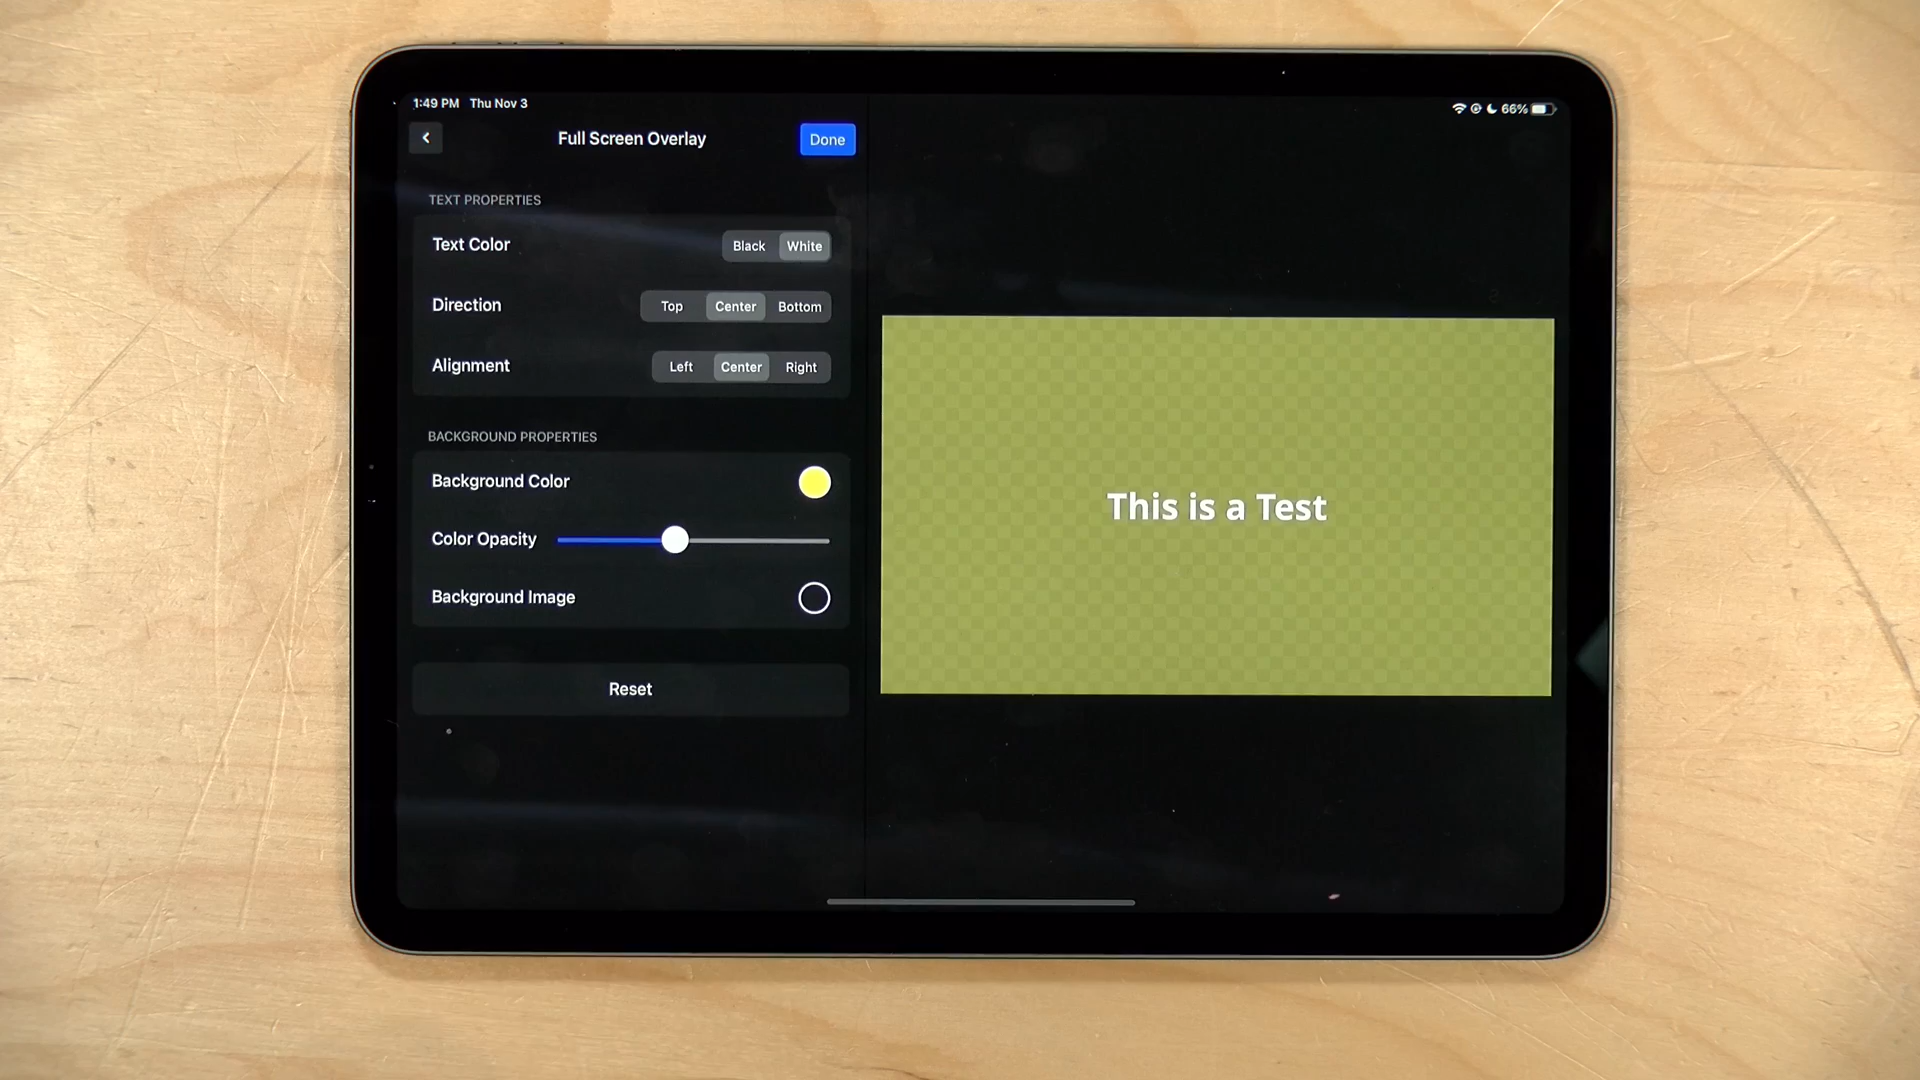 1:49 PM Thu Nov 3
66%
Full Screen Overlay
Done
TEXT PROPERTIES
Text Color
Black White
Direction
Top Center Bottom
Alignment
Left Center Right
BACKGROUND PROPERTIES
Background Color
Color Opacity
Background Image
Reset
This is a Test